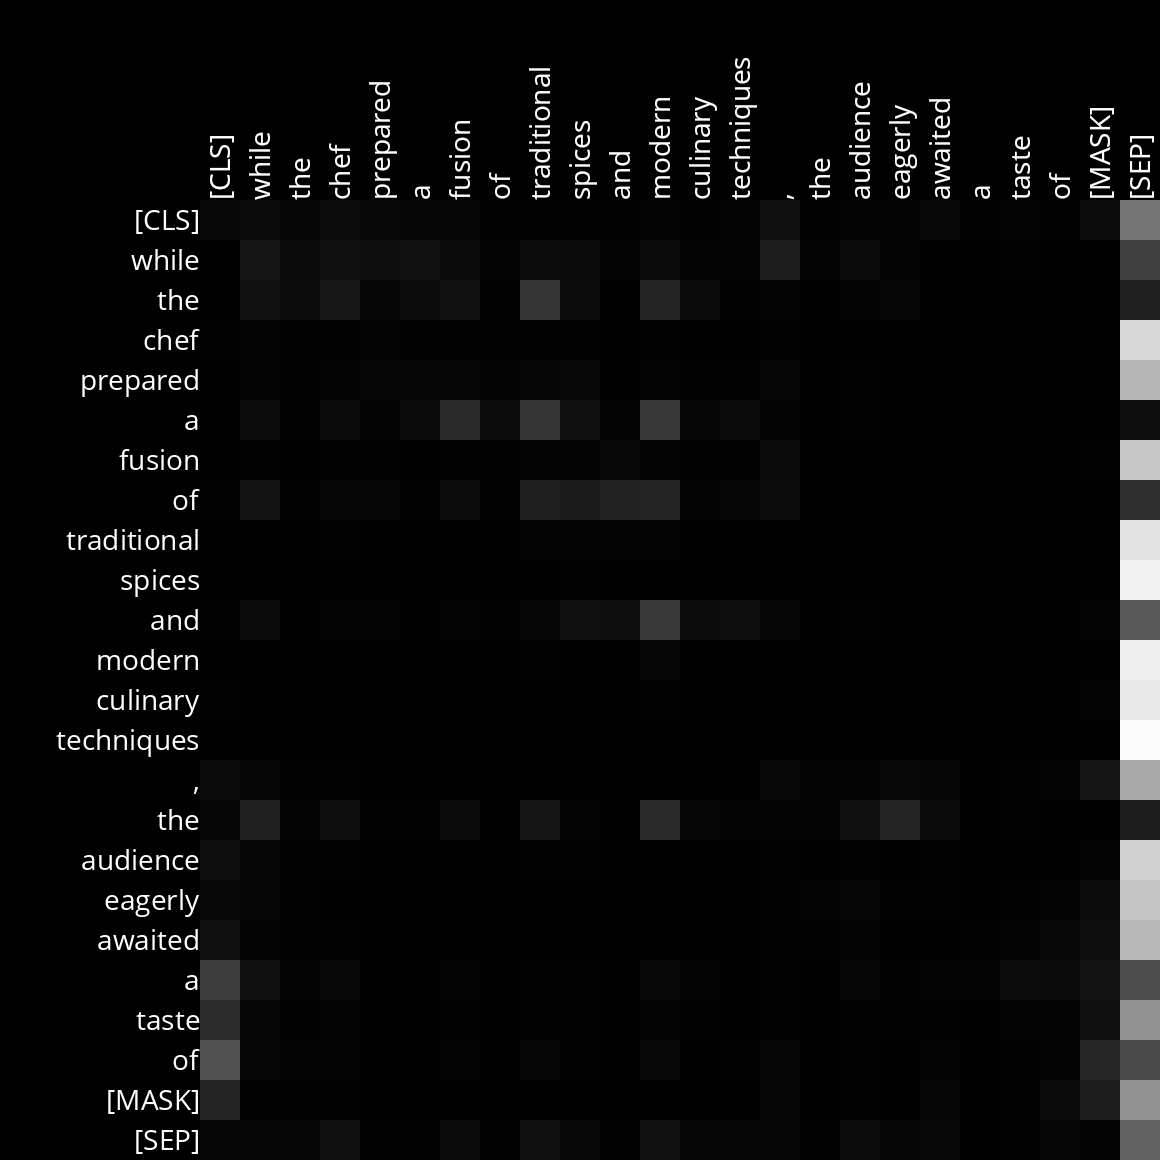 [CLS]
while
the
chef
prepared
a
fusion
of
traditional
spices
and
modern
culinary
techniques
,
the
audience
eagerly
awaited
a
taste
of
[MASK]
[SEP]
[CLS]
while
the
chef
prepared
a
fusion
of
traditional
spices
and
modern
culinary
techniques
,
the
audience
eagerly
awaited
a
taste
of
[MASK]
[SEP]